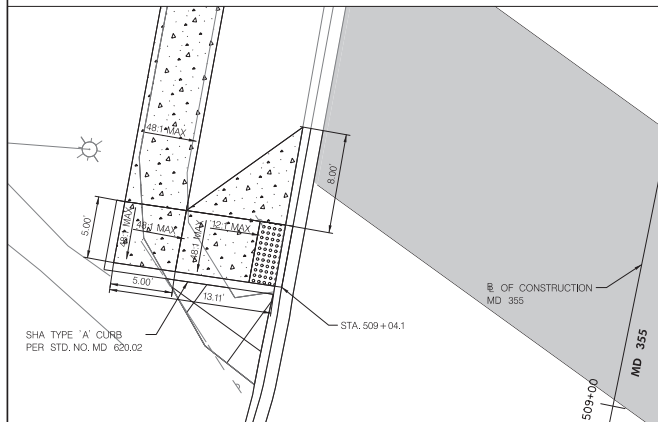 48:1 MAX
8.00'
5.00'
48:1 MAX
48:1 MAX
48:1 MAX
12:1 MAX
5.00'
13.11'
SHA TYPE 'A' CURB
PER STD. NO. MD 620.02
STA. 509 + 04.1
OF CONSTRUCTION
MD 355
MD 355
509+00